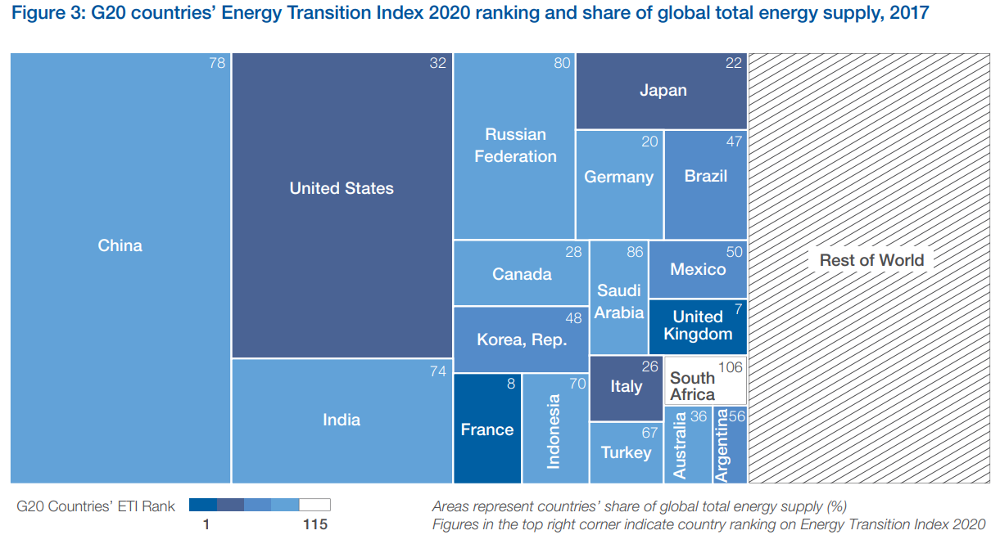 Figure 3: G20 countries’ Energy Transition Index 2020 ranking and share of global total energy supply, 2017
78
China
32
United States
74
India
80
Russian
Federation
22
Japan
20
Germany
47
Brazil
28
Canada
48
Korea, Rep.
8
France
70
Indonesia
86
Saudi
Arabia
50
Mexico
7
United
Kingdom
26
Italy
67
Turkey
106
South
Africa
36
Australia
56
Argentina
Rest of World
G20 Countries’ ETI Rank
1
115
Areas represent countries’ share of global total energy supply (%)
Figures in the top right corner indicate country ranking on Energy Transition Index 2020